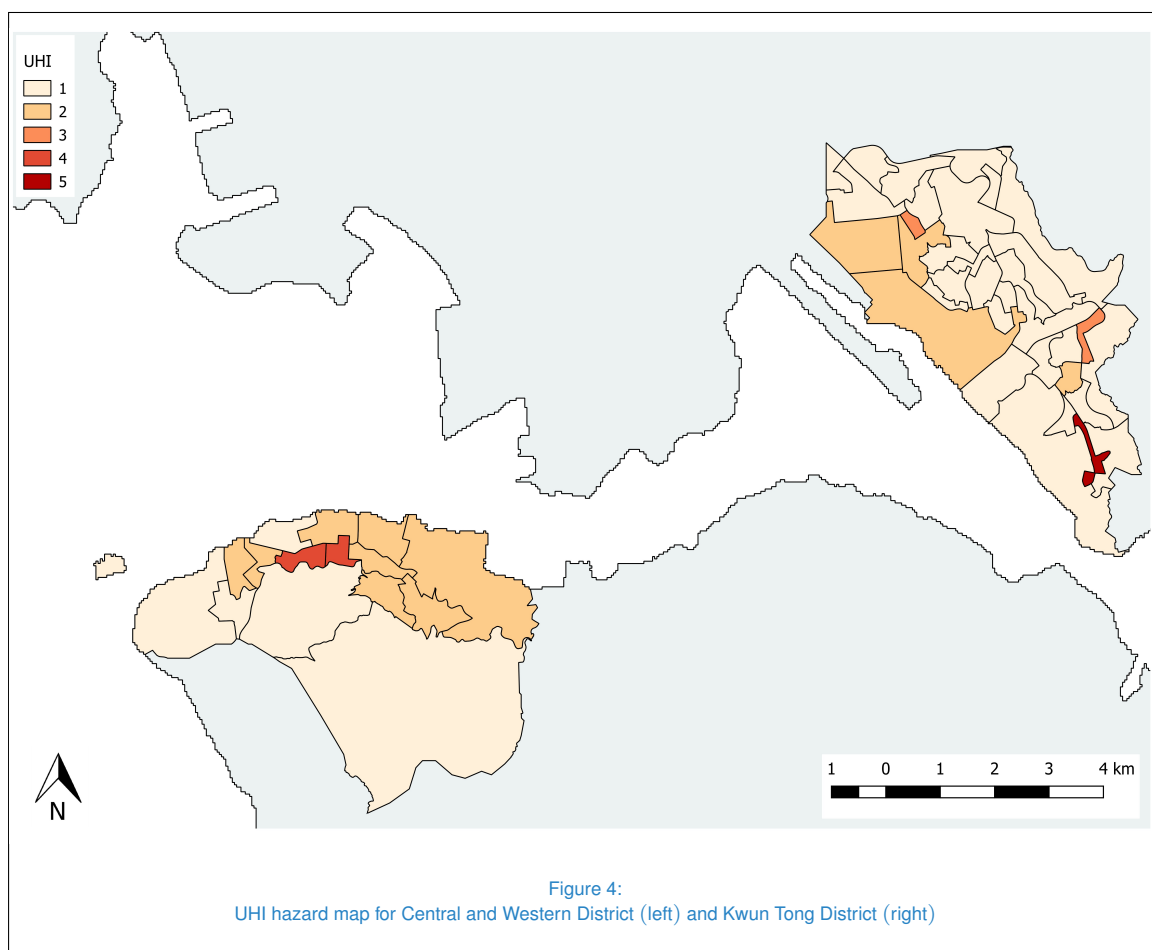 UHI
1
2
3
4
5
N
1 0 1 2 3 4 km
Figure 4:
UHI hazard map for Central and Western District (left) and Kwun Tong District (right)